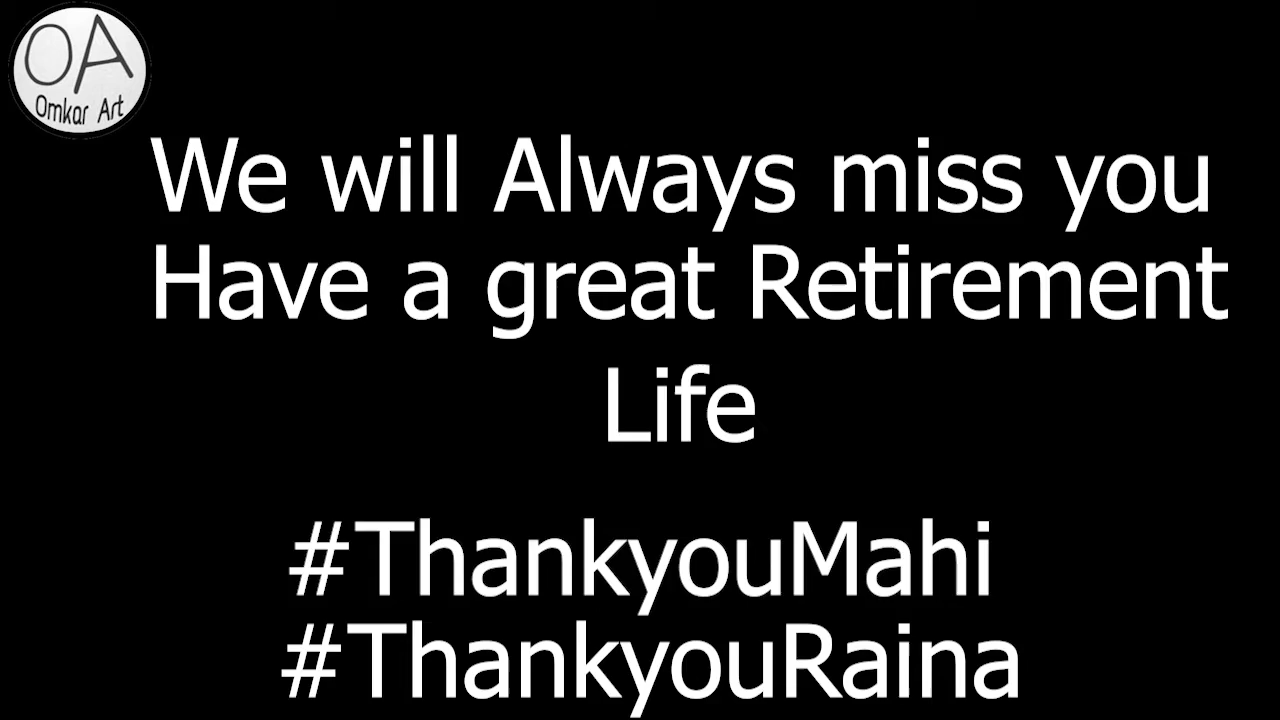 OA
Omkar Art
We will Always miss you
Have a great Retirement
Life
#ThankyouMahi
#ThankyouRaina